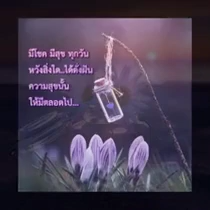 มีโชค มีสุข ทุกวัน
หวังสิ่งใด..ได้ดั่งฝัน
ความสุขนั้น
ให้มีตลอดไป...